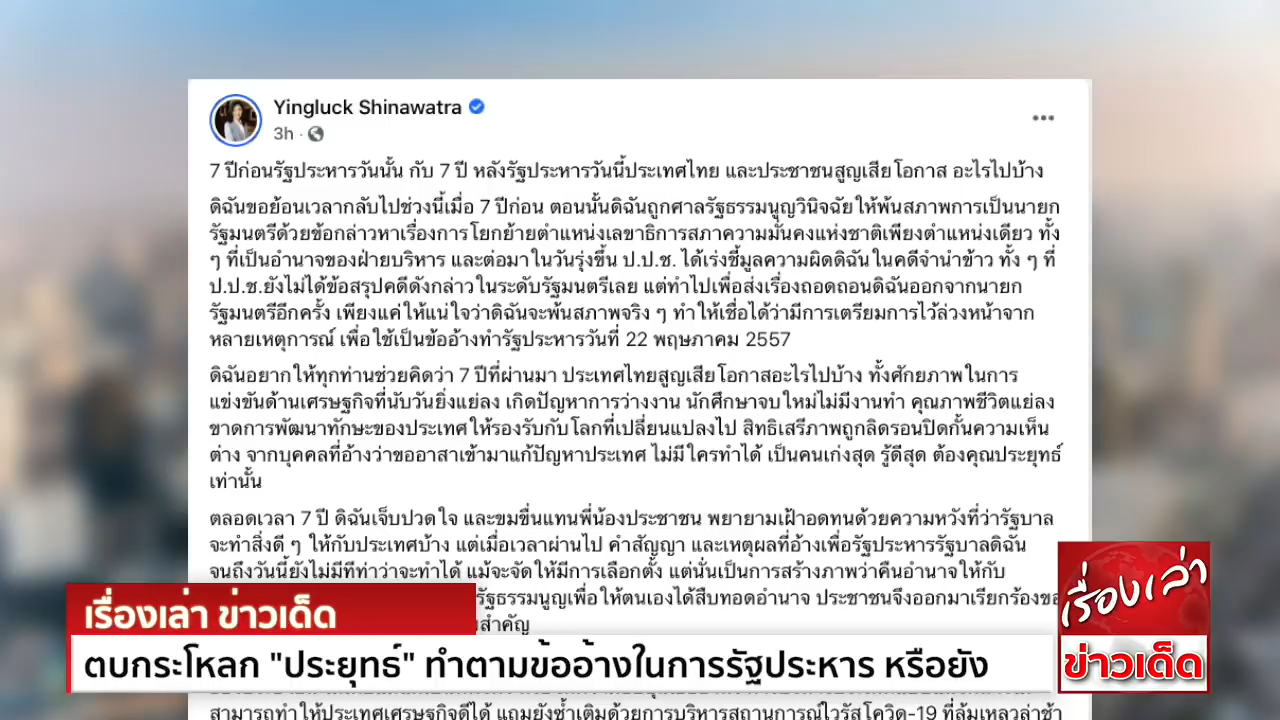 Yingluck Shinawatra
3h
7 ปีก่อนรัฐประหารวันนั้น กับ 7 ปี หลังรัฐประหารวันนี้ประเทศไทย และประชาชนสูญเสียโอกาส อะไรไปบ้าง
ดิฉันขอย้อนเวลากลับไปช่วงนี้เมื่อ 7 ปีก่อน ตอนนั้นดิฉันถูกศาลรัฐธรรมนูญวินิจฉัยให้พ้นสภาพการเป็นนายก
รัฐมนตรีด้วยข้อกล่าวหาเรื่องการโยกย้ายตำแหน่งเลขาธิการสภาความมั่นคงแห่งชาติเพียงตำแหน่งเดียว ทั้ง
ๆ ที่เป็นอำนาจของฝ่ายบริหาร และต่อมาในวันรุ่งขึ้น ป.ป.ช. ได้เร่งชี้มูลความผิดดิฉันในคดีจำนำข้าว ทั้ง ๆ ที่
ป.ป.ช.ยังไม่ได้ข้อสรุปคดีดังกล่าวในระดับรัฐมนตรีเลย แต่ทำไปเพื่อส่งเรื่องถอดถอนดิฉันออกจากนายก
รัฐมนตรีอีกครั้ง เพียงแค่ให้แน่ใจว่าดิฉันจะพ้นสภาพจริง ๆ ทำให้เชื่อได้ว่ามีการเตรียมการไว้ล่วงหน้าจาก
หลายเหตุการณ์ เพื่อใช้เป็นข้ออ้างทำรัฐประหารวันที่ 22 พฤษภาคม 2557
ดิฉันอยากให้ทุกท่านช่วยคิดว่า 7 ปีที่ผ่านมา ประเทศไทยสูญเสียโอกาสอะไรไปบ้าง ทั้งศักยภาพในการ
แข่งขันด้านเศรษฐกิจที่นับวันยิ่งแย่ลง เกิดปัญหาการว่างงาน นักศึกษาจบใหม่ไม่มีงานทำ คุณภาพชีวิตแย่ลง
ขาดการพัฒนาทักษะของประเทศให้รองรับกับโลกที่เปลี่ยนแปลงไป สิทธิเสรีภาพถูกลิดรอนปิดกั้นความเห็น
ต่าง จากบุคคลที่อ้างว่าขออาสาเข้ามาแก้ปัญหาประเทศ ไม่มีใครทำได้ เป็นคนเก่งสุด รู้ดีสุด ต้องคุณประยุทธ์
เท่านั้น
ตลอดเวลา 7 ปี ดิฉันเจ็บปวดใจ และขมขื่นแทนพี่น้องประชาชน พยายามเฝ้าอดทนด้วยความหวังที่ว่ารัฐบาล
จะทำสิ่งดี ๆ ให้กับประเทศบ้าง แต่เมื่อเวลาผ่านไป คำสัญญา และเหตุผลที่อ้างเพื่อรัฐประหารรัฐบาลดิฉัน
จนถึงวันนี้ยังไม่มีทีท่าว่าจะทำได้ แม้จะจัดให้มีการเลือกตั้ง แต่นั่นเป็นการสร้างภาพว่าคืนอำนาจให้กับ
รัฐธรรมนูญเพื่อให้ตนเองได้สืบทอดอำนาจ ประชาชนจึงออกมาเรียกร้องขอ
สำคัญ
เรื่องเล่า ข่าวเด็ด
ตบกระโหลก "ประยุทธ์" ทำตามข้ออ้างในการรัฐประหาร หรือยัง
เรื่องเล่า
ข่าวเด็ด
สามารถทำให้ประเทศเศรษฐกิจดีได้ แถมยังซ้ำเติมด้วยการบริหารสถานการณ์ไวรัสโควิด-19 ที่ล้มเหลวล่าช้า